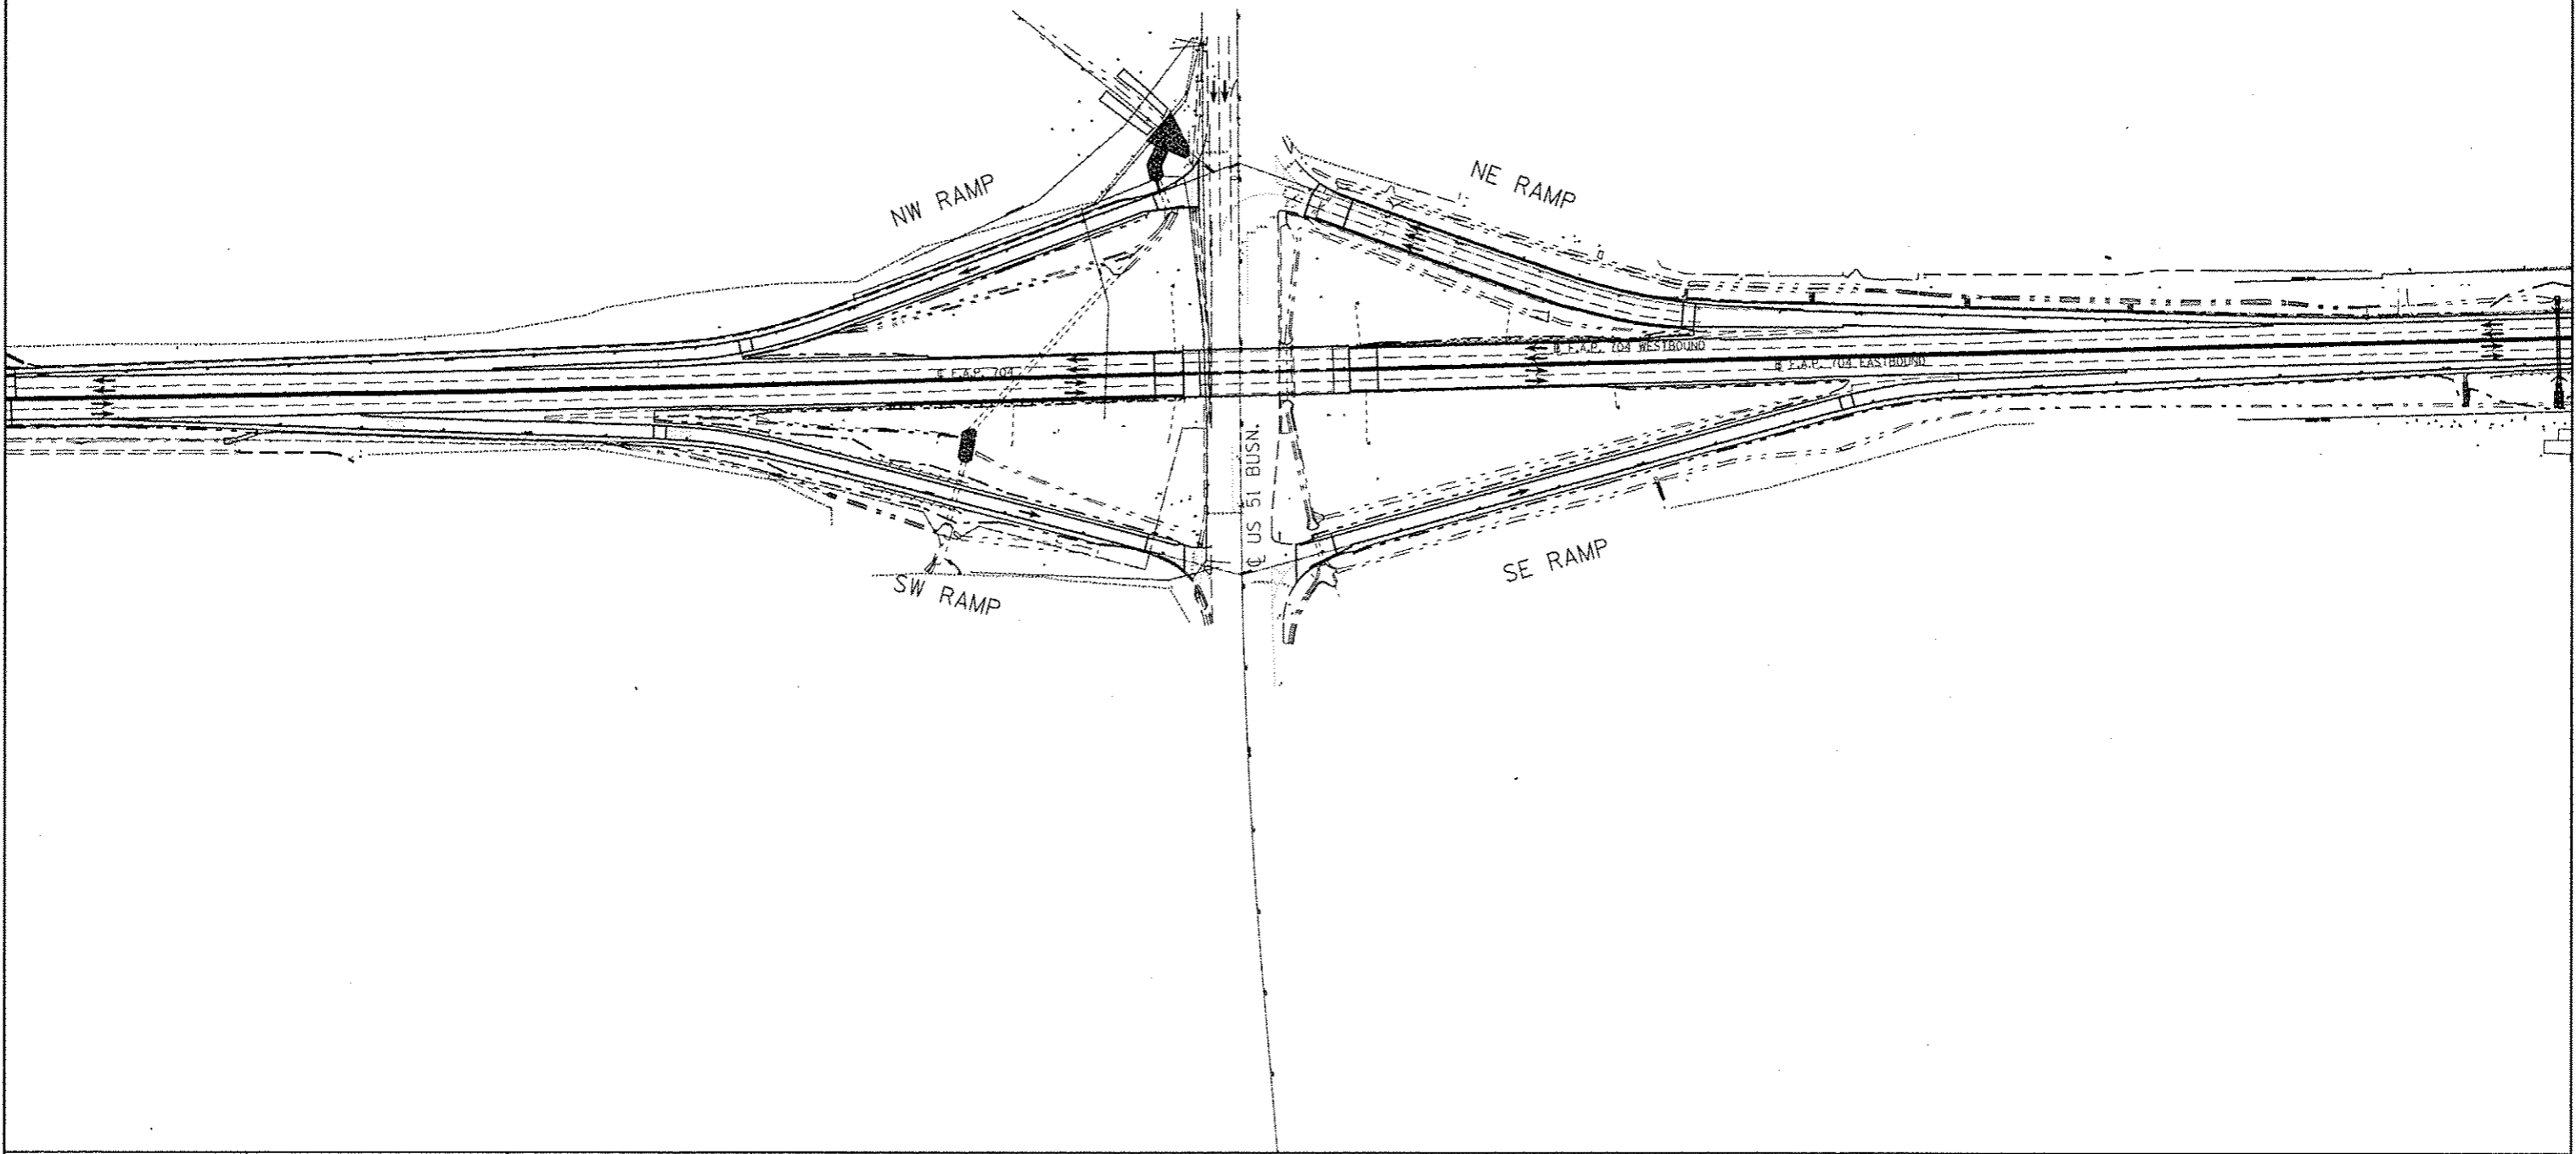 NW RAMP
NE RAMP
℄ F.A.P. 704 WESTBOUND
℄ F.A.P. 704 EASTBOUND
℄ F.A.P. 704
℄ US 51 BUSN.
SW RAMP
SE RAMP